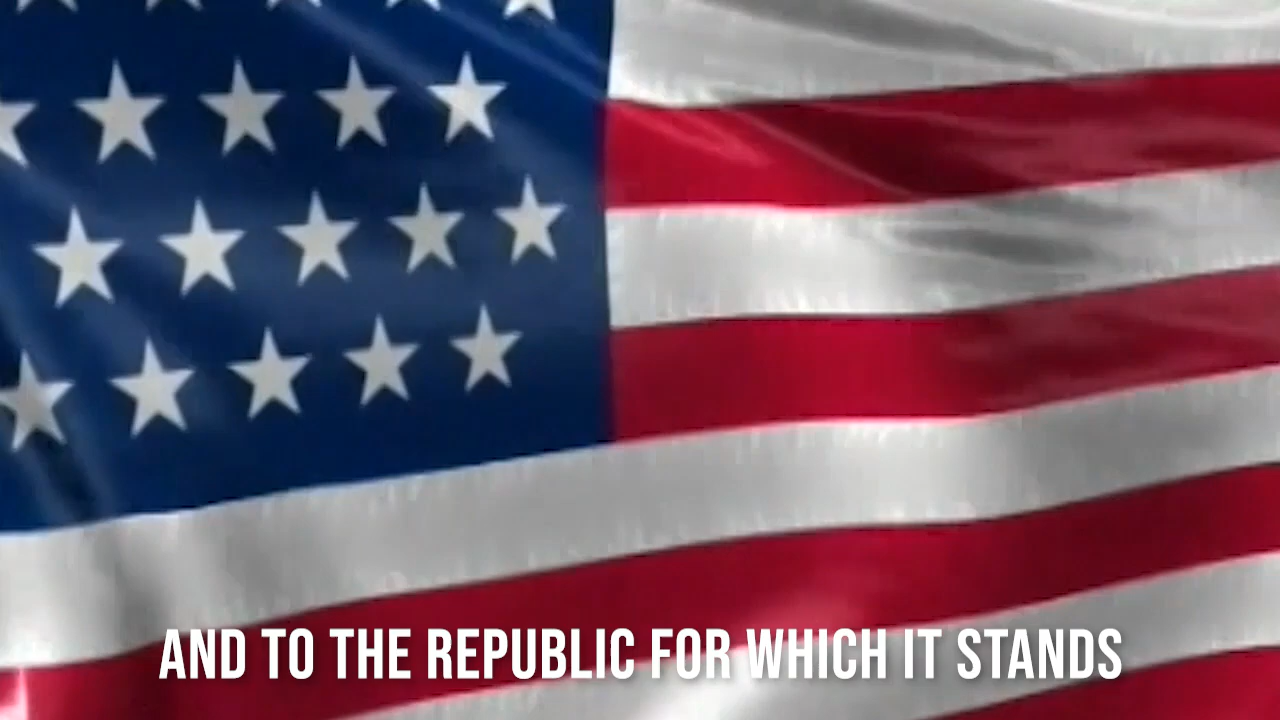 AND TO THE REPUBLIC FOR WHICH IT STANDS